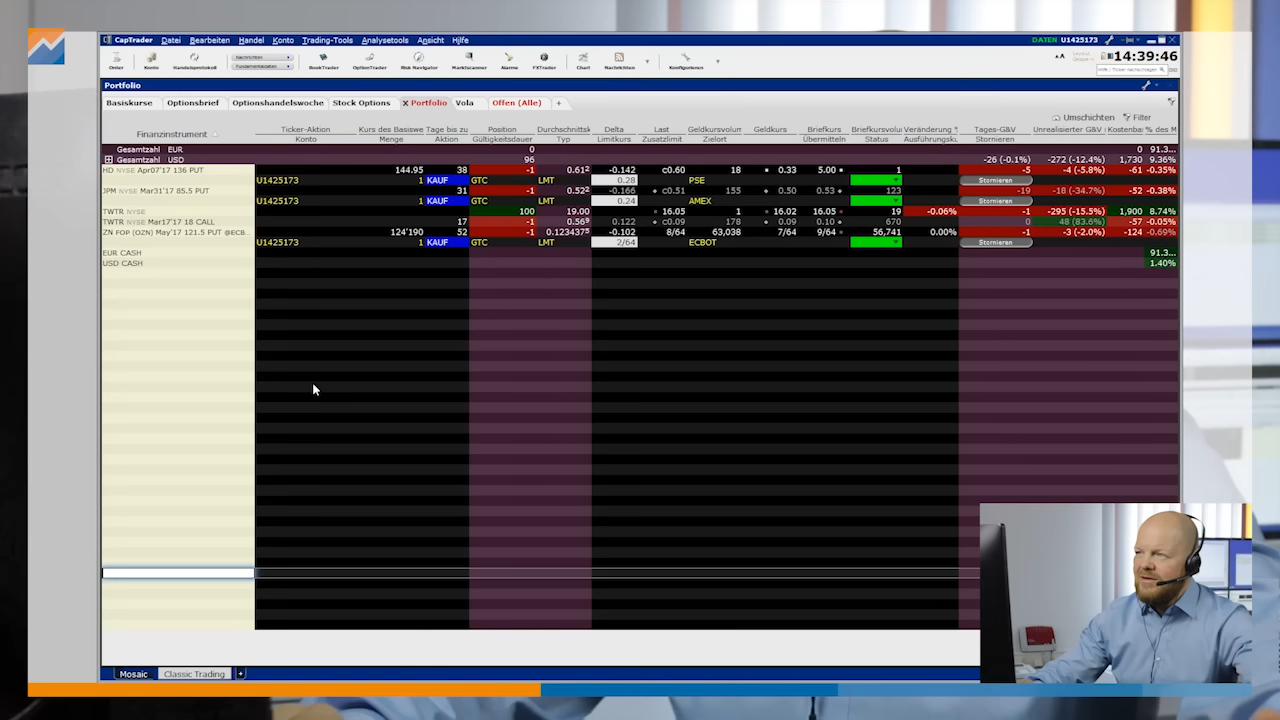 CapTrader Datei Bearbeiten Handel Konto Trading-Tools Analysetools Ansicht Hilfe DATEN U1425173
14:39:46
Order Konto Handelsprotokoll Nachrichten Fundamentaldaten BookTrader OptionTrader Risk Navigator Marktscanner Alarme FXTrader Chart Nachrichten Konfigurieren
Portfolio
Basiskurse Optionsbrief Optionshandelswoche Stock Options X Portfolio Vola Offen (Alle) +
Umschichten Filter
Finanzinstrument
Ticker-Aktion Kurs des Basiswe Tage bis zu Position Durchschnittsk Delta Last Geldkursvolum Geldkurs Briefkurs Briefkursvolu Veränderung % Tages-G&V Unrealisierter G&V Kostenba % des M
Konto Menge Aktion Gültigkeitsdauer Typ Limitkurs Zusatzlimit Zielort Übermitteln Status Ausführungsk. Stornieren
Gesamtzahl EUR 0 0 91.3...
Gesamtzahl USD 96 -26 (-0.1%) -272 (-12.4%) 1,730 9.36%
HD NYSE Apr07'17 136 PUT 144.95 38 -1 0.61² -0.142 c0.60 18 0.33 5.00 1 -5 -4 (-5.8%) -61 -0.35%
U1425173 1 KAUF GTC LMT 0.28 PSE Stornieren
JPM NYSE Mar31'17 85.5 PUT 31 -1 0.52² -0.166 c0.51 155 0.50 0.53 123 -19 -18 (-34.7%) -52 -0.38%
U1425173 1 KAUF GTC LMT 0.24 AMEX Stornieren
TWTR NYSE 100 19.00 16.05 1 16.02 16.05 19 -0.06% -1 -295 (-15.5%) 1,900 8.74%
TWTR NYSE Mar17'17 18 CALL 17 -1 0.56⁹ 0.122 c0.09 178 0.09 0.10 670 0 48 (83.6%) -57 -0.05%
ZN FOP (OZN) May'17 121.5 PUT @ECB... 124'190 52 -1 0.123437⁵ -0.102 8/64 63,038 7/64 9/64 56,741 0.00% -1 -3 (-2.0%) -124 -0.69%
U1425173 1 KAUF GTC LMT 2/64 ECBOT Stornieren
EUR CASH 91.3...
USD CASH 1.40%
Mosaic Classic Trading +